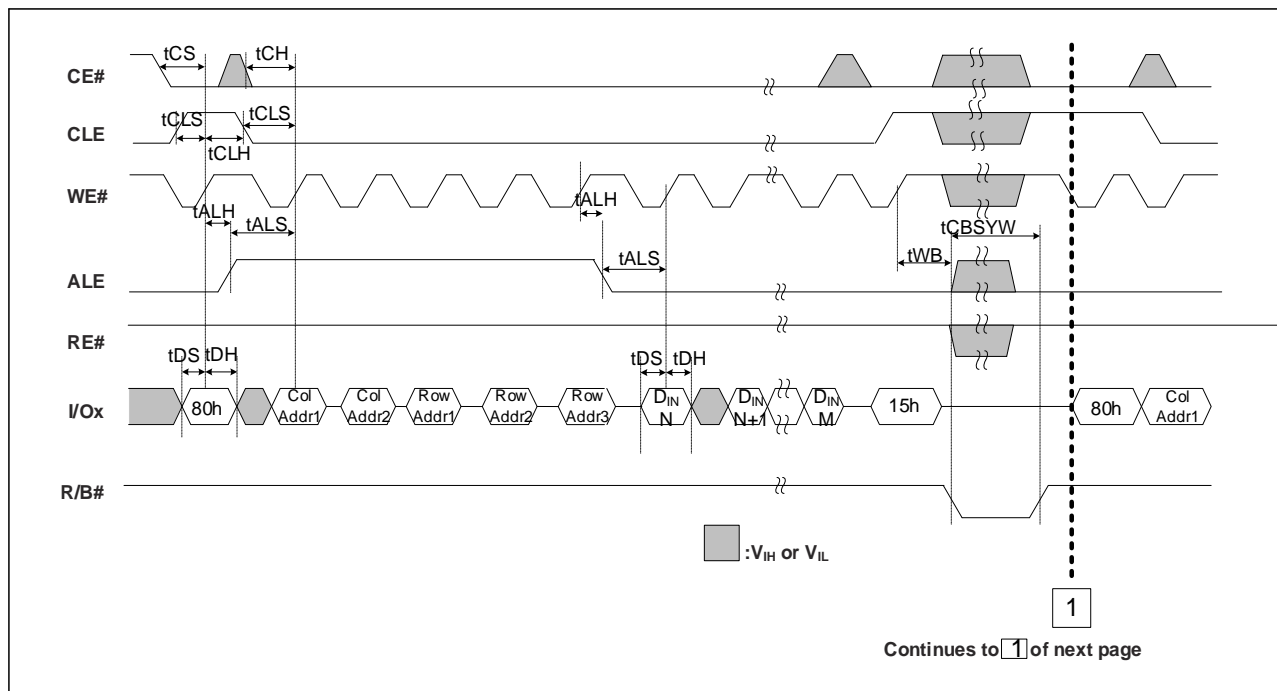 CE#
tCS
tCH
CLE
tCLS
tCLS
tCLH
WE#
tALH
tALS
tALH
tALS
tCBSYW
tWB
ALE
RE#
tDS
tDH
tDS
tDH
I/Ox
80h
Col
Addr1
Col
Addr2
Row
Addr1
Row
Addr2
Row
Addr3
DIN
N
DIN
N+1
DIN
M
15h
80h
Col
Addr1
R/B#
:VIH or VIL
1
Continues to 1 of next page